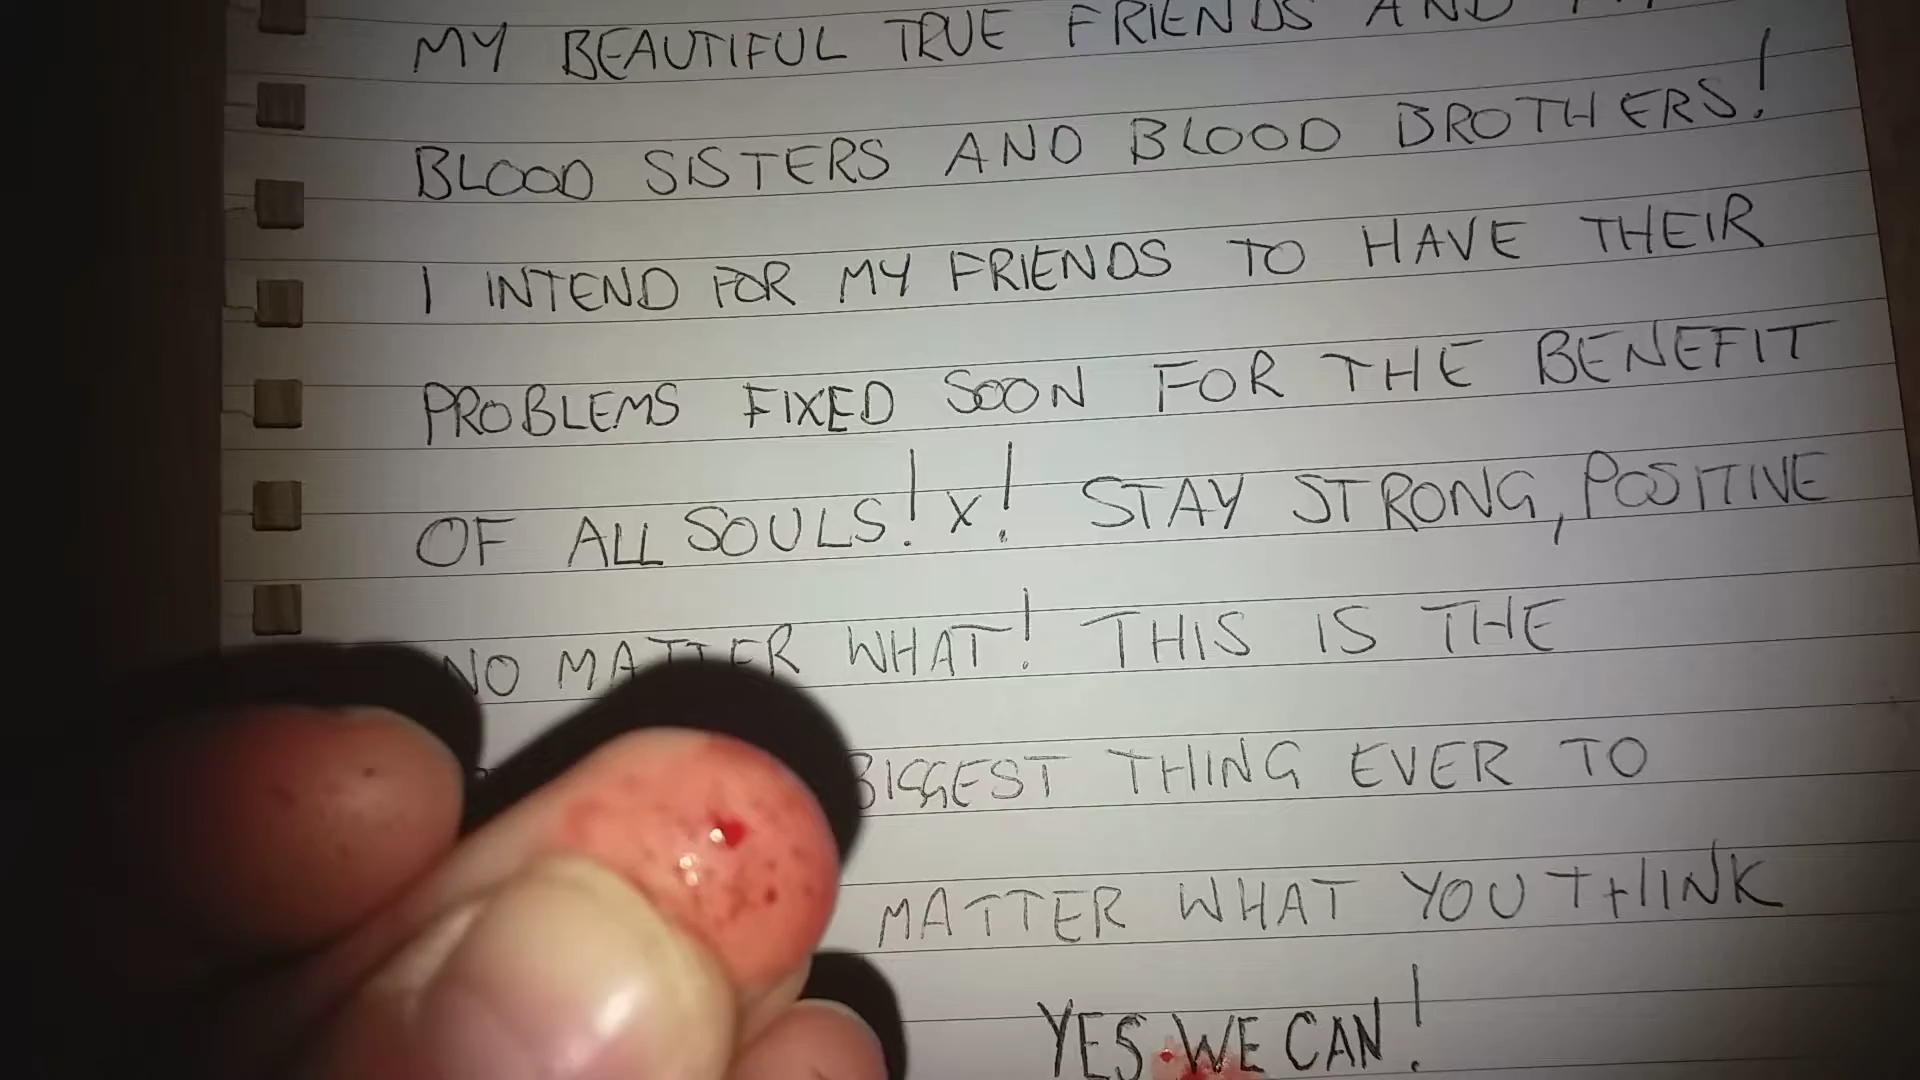 MY BEAUTIFUL TRUE FRIENDS AND
BLOOD SISTERS AND BLOOD BROTHERS!
I INTEND FOR MY FRIENDS TO HAVE THEIR
PROBLEMS FIXED SOON FOR THE BENEFIT
OF ALL SOULS! x! STAY STRONG, POSITIVE
NO MATTER WHAT! THIS IS THE
BIGGEST THING EVER TO
MATTER WHAT YOU THINK
YES WE CAN!